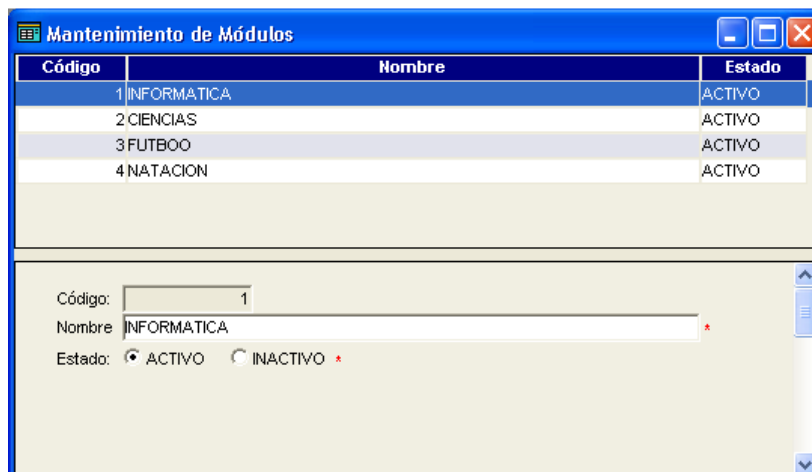 Mantenimiento de Módulos
Código Nombre Estado
1 INFORMATICA ACTIVO
2 CIENCIAS ACTIVO
3 FUTBOO ACTIVO
4 NATACION ACTIVO
Código: 1
Nombre INFORMATICA *
Estado: ACTIVO INACTIVO *